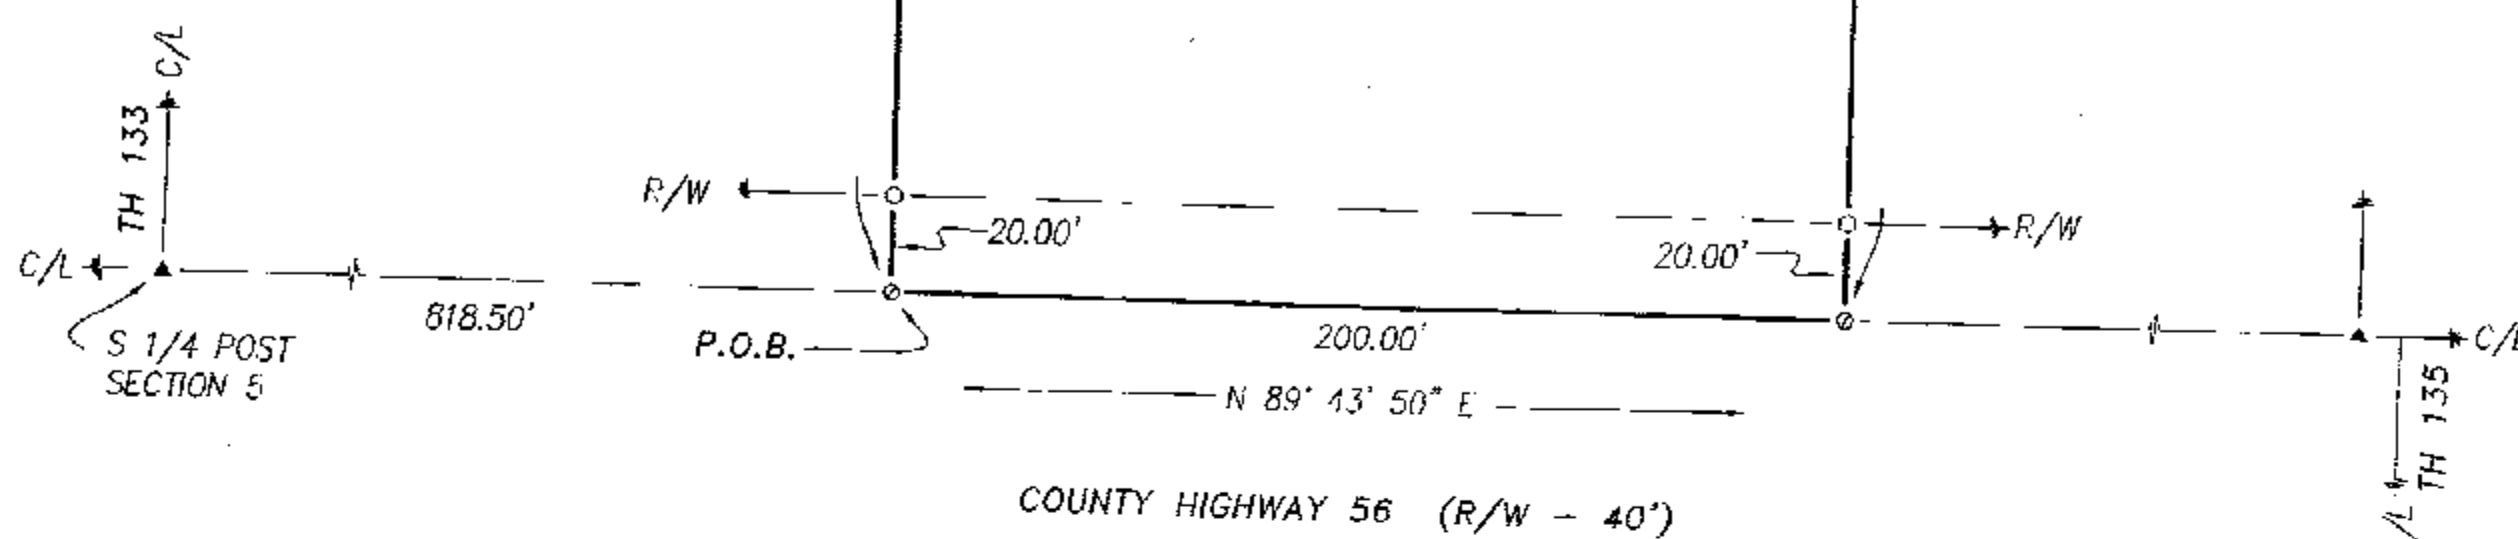 C/L
TH 133
R/W
20.00'
20.00'
R/W
C/L
818.50'
S 1/4 POST
SECTION 5
P.O.B.
200.00'
C/L
N 89° 43' 50" E
TH 135
COUNTY HIGHWAY 56 (R/W - 40')
/L